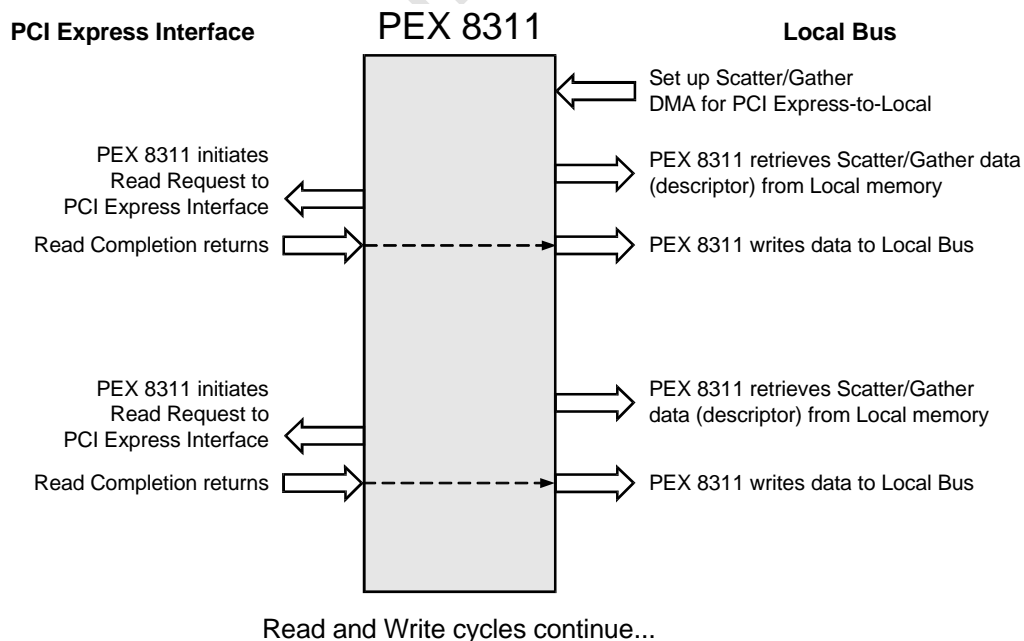 PCI Express Interface
PEX 8311
Local Bus
Set up Scatter/Gather
DMA for PCI Express-to-Local
PEX 8311 initiates
Read Request to
PCI Express Interface
PEX 8311 retrieves Scatter/Gather data
(descriptor) from Local memory
Read Completion returns
PEX 8311 writes data to Local Bus
PEX 8311 initiates
Read Request to
PCI Express Interface
PEX 8311 retrieves Scatter/Gather
data (descriptor) from Local memory
Read Completion returns
PEX 8311 writes data to Local Bus
Read and Write cycles continue...